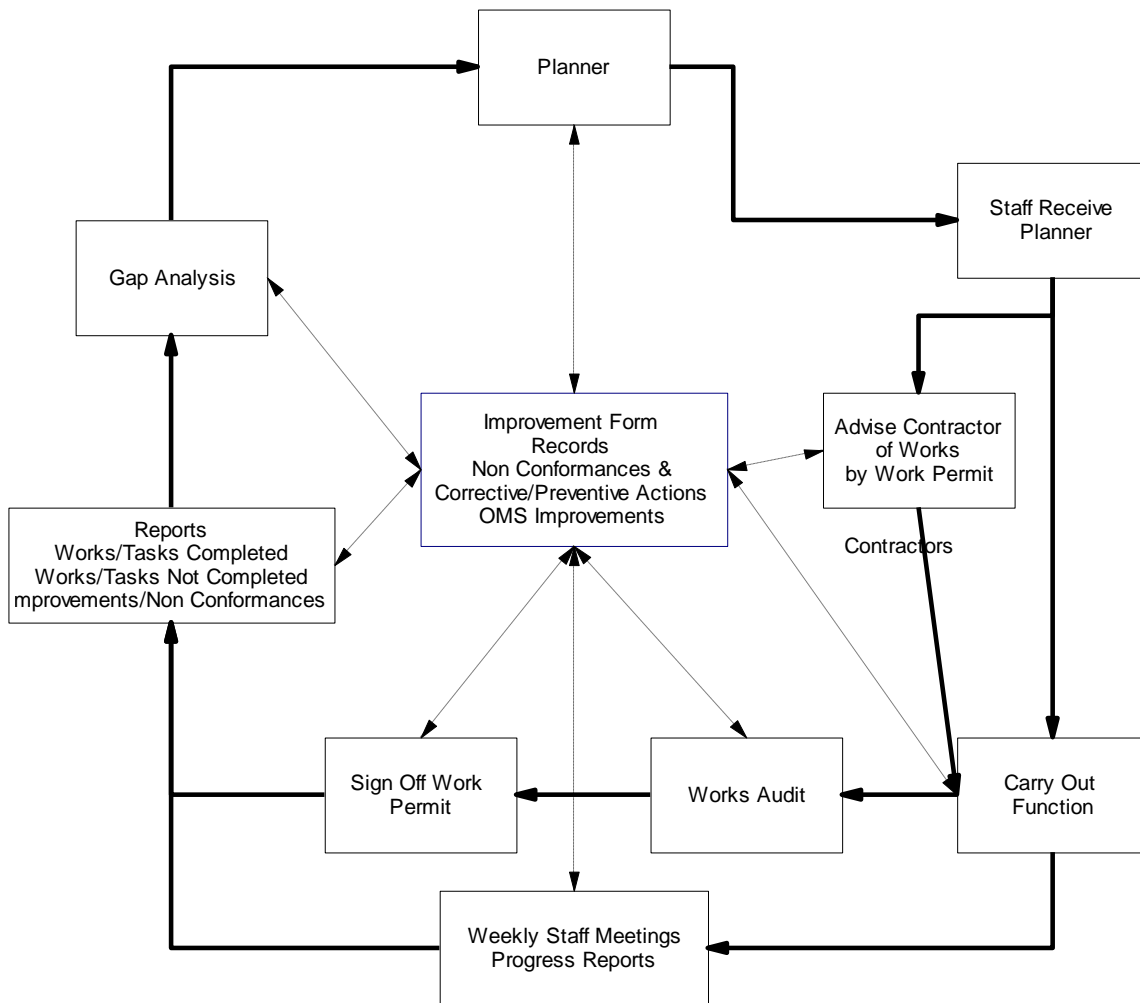 Planner
Staff Receive
Planner
Gap Analysis
Improvement Form
Records
Non Conformances &
Corrective/Preventive Actions
OMS Improvements
Advise Contractor
of Works
by Work Permit
Reports
Works/Tasks Completed
Works/Tasks Not Completed
mprovements/Non Conformances
Contractors
Sign Off Work
Permit
Works Audit
Carry Out
Function
Weekly Staff Meetings
Progress Reports